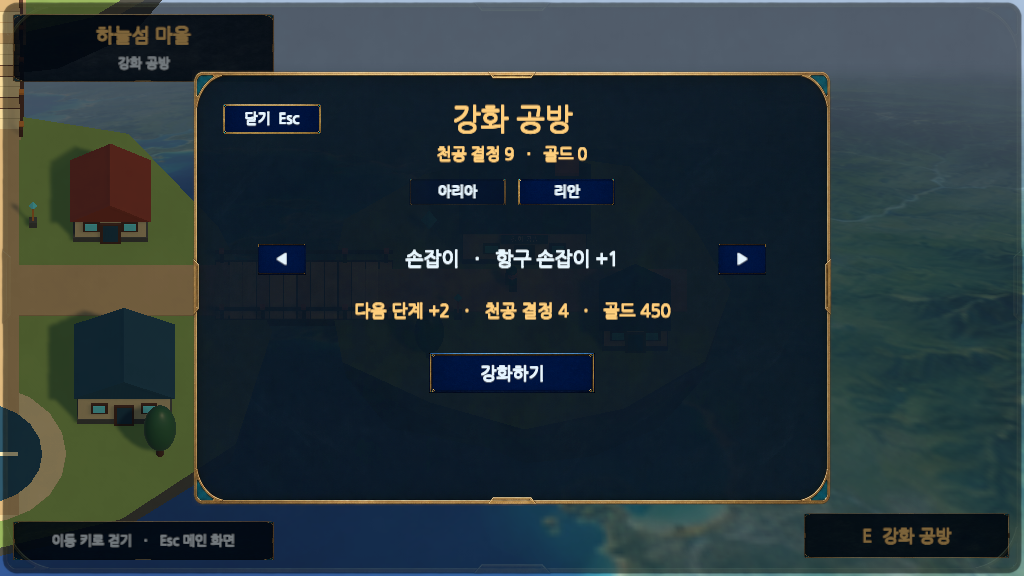 하늘섬 마을
강화 공방
닫기 Esc
강화 공방
천공 결정 9 · 골드 0
아리아
리안
◀ 손잡이 · 항구 손잡이 +1 ▶
다음 단계 +2 · 천공 결정 4 · 골드 450
강화하기
이동 키로 걷기 · Esc 메인 화면
E 강화 공방